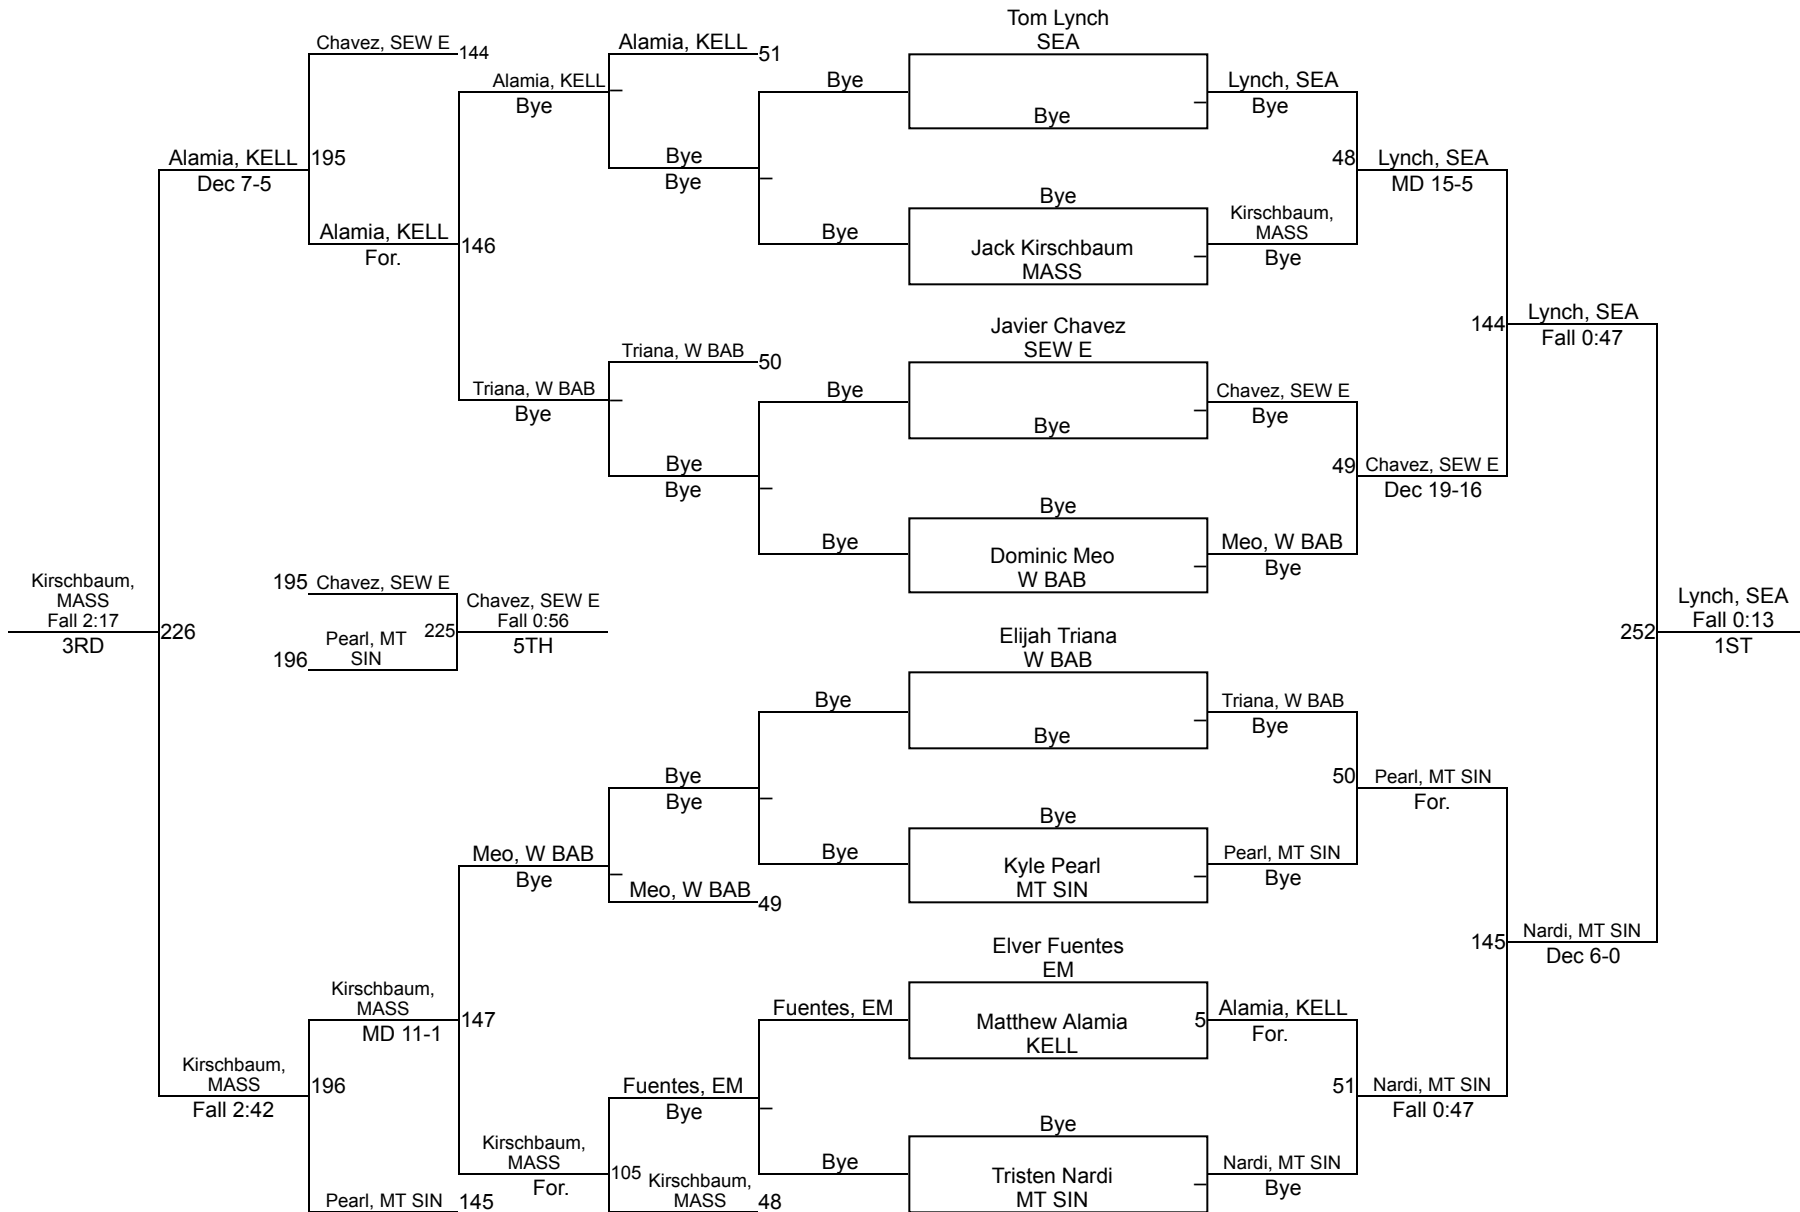 Tom Lynch
SEA
Chavez, SEW E 144
Alamia, KELL 51
Alamia, KELL
Bye
Bye
Bye
Lynch, SEA
Bye
Alamia, KELL 195
Dec 7-5
Bye
Bye
48 Lynch, SEA
MD 15-5
Bye
Alamia, KELL 146
For.
Bye
Jack Kirschbaum
MASS
Kirschbaum,
MASS
Bye
Javier Chavez
SEW E
144 Lynch, SEA
Fall 0:47
Triana, W BAB 50
Triana, W BAB
Bye
Bye
Bye
Chavez, SEW E
Bye
Bye
Bye
49 Chavez, SEW E
Dec 19-16
Bye
Bye
Dominic Meo
W BAB
Meo, W BAB
Bye
Kirschbaum,
MASS
Fall 2:17
3RD
226
195 Chavez, SEW E
196 Pearl, MT
SIN
225
Chavez, SEW E
Fall 0:56
5TH
252
Lynch, SEA
Fall 0:13
1ST
Elijah Triana
W BAB
Bye
Bye
Triana, W BAB
Bye
Bye
Bye
50 Pearl, MT SIN
For.
Bye
Meo, W BAB
Bye
Bye
Kyle Pearl
MT SIN
Pearl, MT SIN
Bye
Meo, W BAB 49
Elver Fuentes
EM
145 Nardi, MT SIN
Dec 6-0
Kirschbaum,
MASS
MD 11-1
147
Fuentes, EM
Matthew Alamia
KELL
5 Alamia, KELL
For.
Kirschbaum,
MASS
Fall 2:42
196
Fuentes, EM
Bye
51 Nardi, MT SIN
Fall 0:47
Bye
Kirschbaum,
MASS
For.
105 Kirschbaum,
MASS 48
Bye
Tristen Nardi
MT SIN
Nardi, MT SIN
Bye
Pearl, MT SIN 145